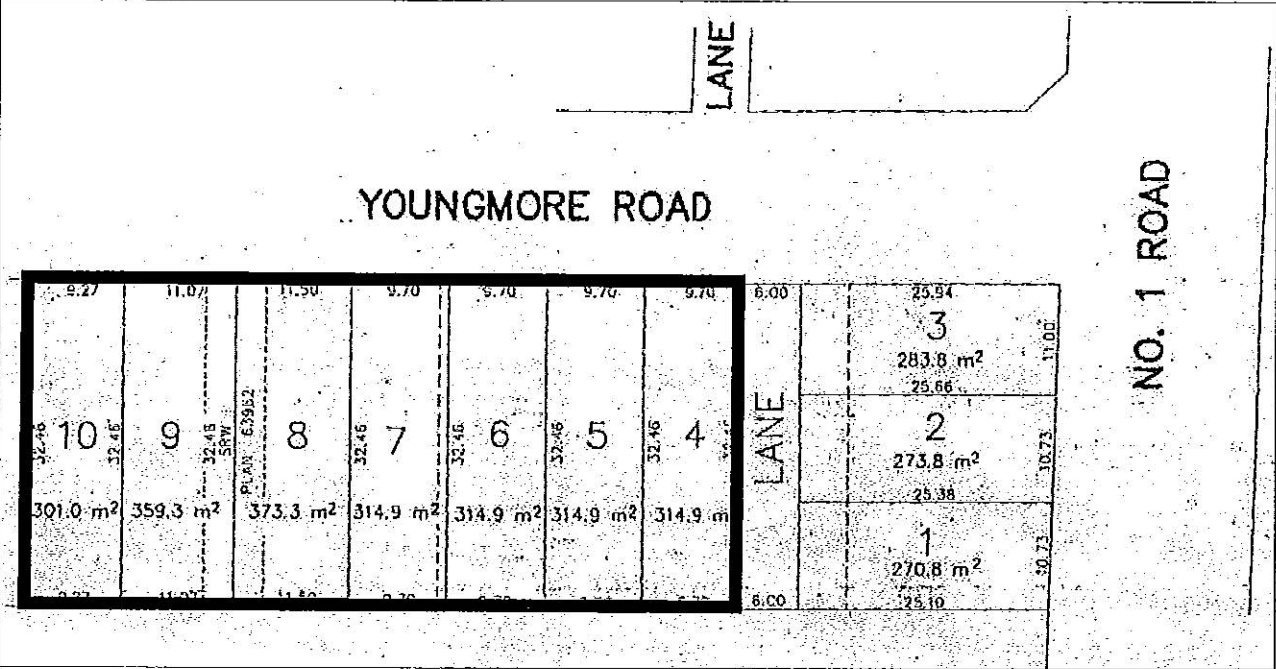 LANE
YOUNGMORE ROAD
NO. 1 ROAD
9.27 11.07 11.50 9.70 9.70 9.70 9.70 6.00 25.94
3
11.00
283.8 m²
25.66
32.46 10 32.46 9 32.46 SRW PLAN 8 32.46 7 32.46 6 32.46 5 32.46 4 LANE
2
10.73
273.8 m²
25.38
301.0 m² 359.3 m² 373.3 m² 314.9 m² 314.9 m² 314.9 m² 314.9 m
1
10.73
270.8 m²
6.00 25.10